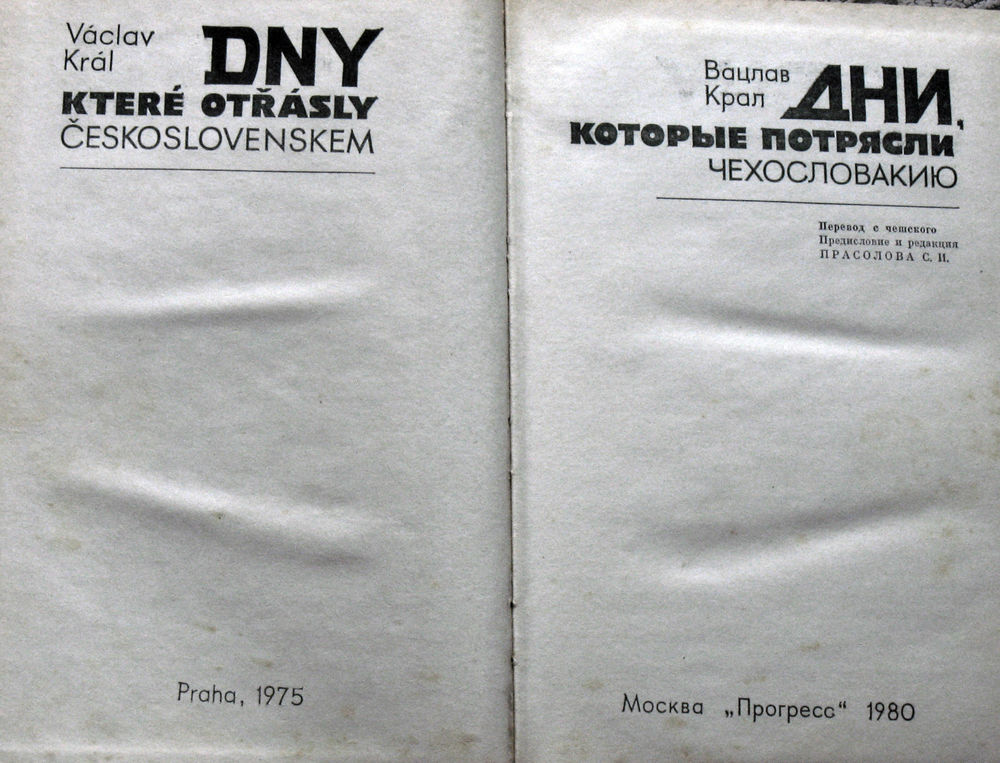 Václav
Král
DNY
KTERÉ OTŘÁSLY
ČESKOSLOVENSKEM
Praha, 1975
Вацлав
Крал
ДНИ,
КОТОРЫЕ ПОТРЯСЛИ
ЧЕХОСЛОВАКИЮ
Перевод с чешского
Предисловие и редакция
ПРАСОЛОВА С. И.
Москва „Прогресс“ 1980